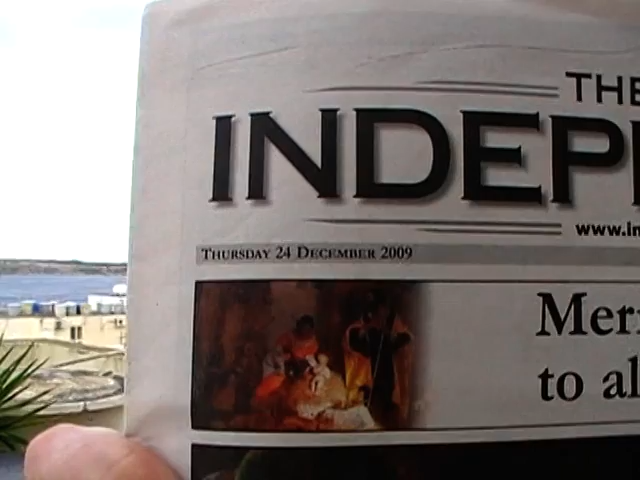 THE
INDEP
www.in
THURSDAY 24 DECEMBER 2009
Mer
to al